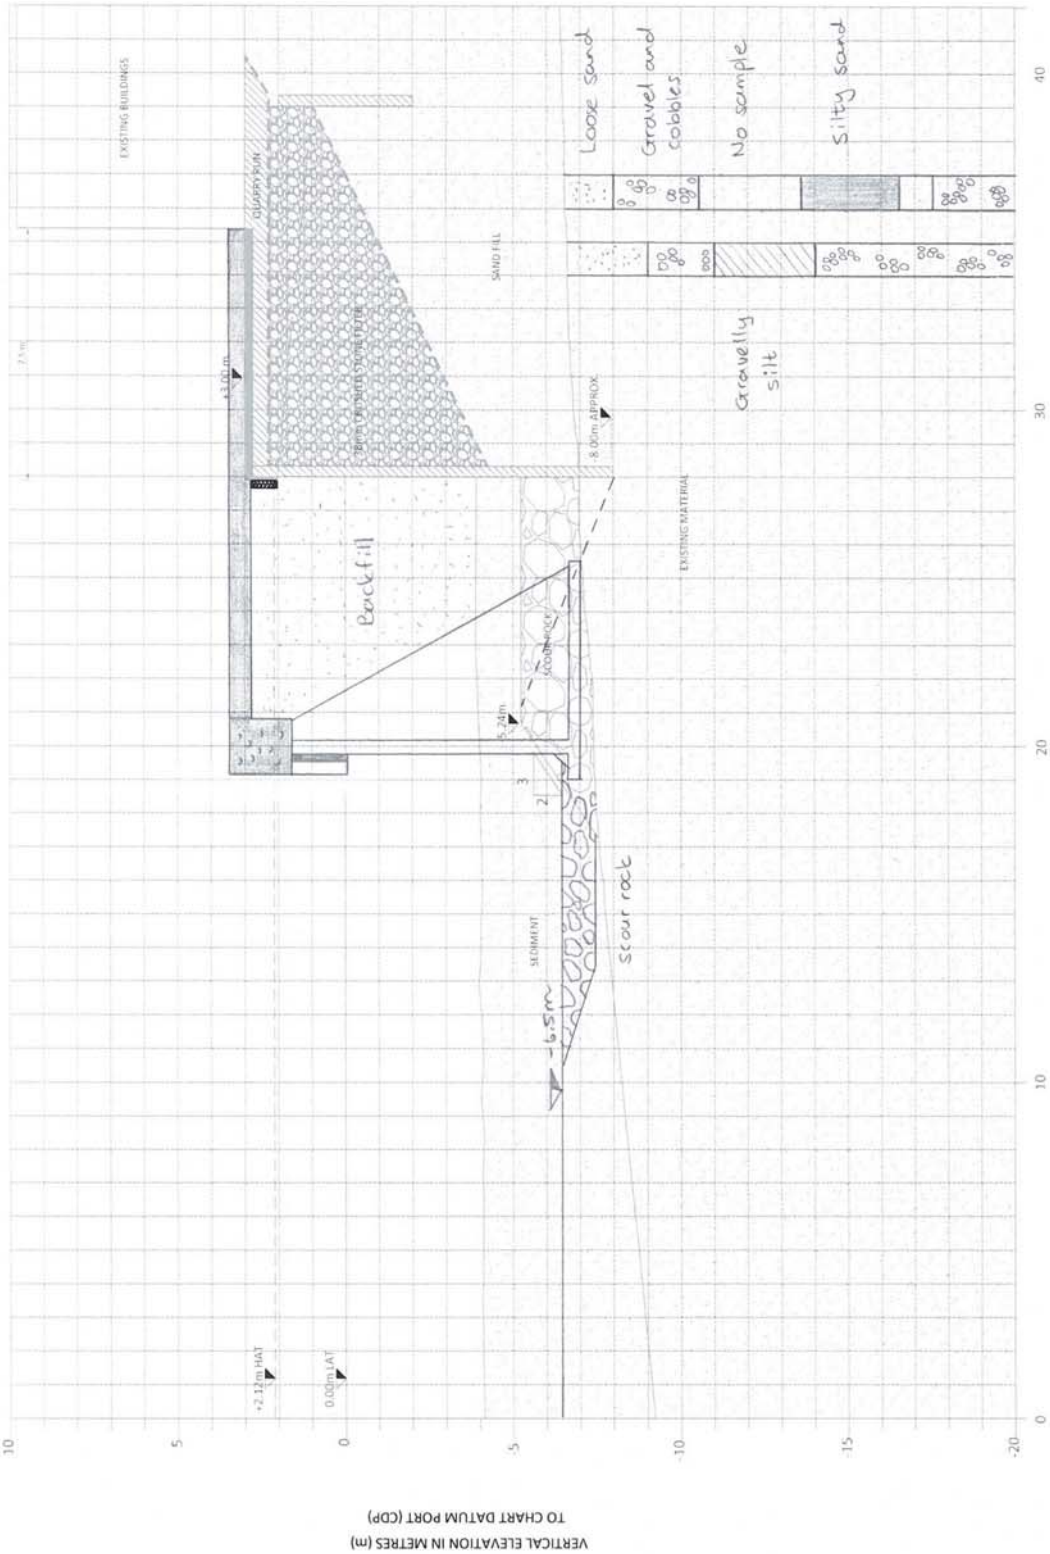 EXISTING BUILDINGS
7.5 m
+3.00 m
QUARRY RUN
SAND FILL
Backfill
-8.00m APPROX
EXISTING MATERIAL
SCOUR ROCK
5.24m
3
2
SEDIMENT
-6.5m
scour rock
+2.12m HAT
0.00m LAT
Loose sand
Gravel and
cobbles
No sample
silty sand
Gravelly
silt
10
5
0
-5
-10
-15
-20
0
10
20
30
40
VERTICAL ELEVATION IN METRES (m)
TO CHART DATUM PORT (CDP)